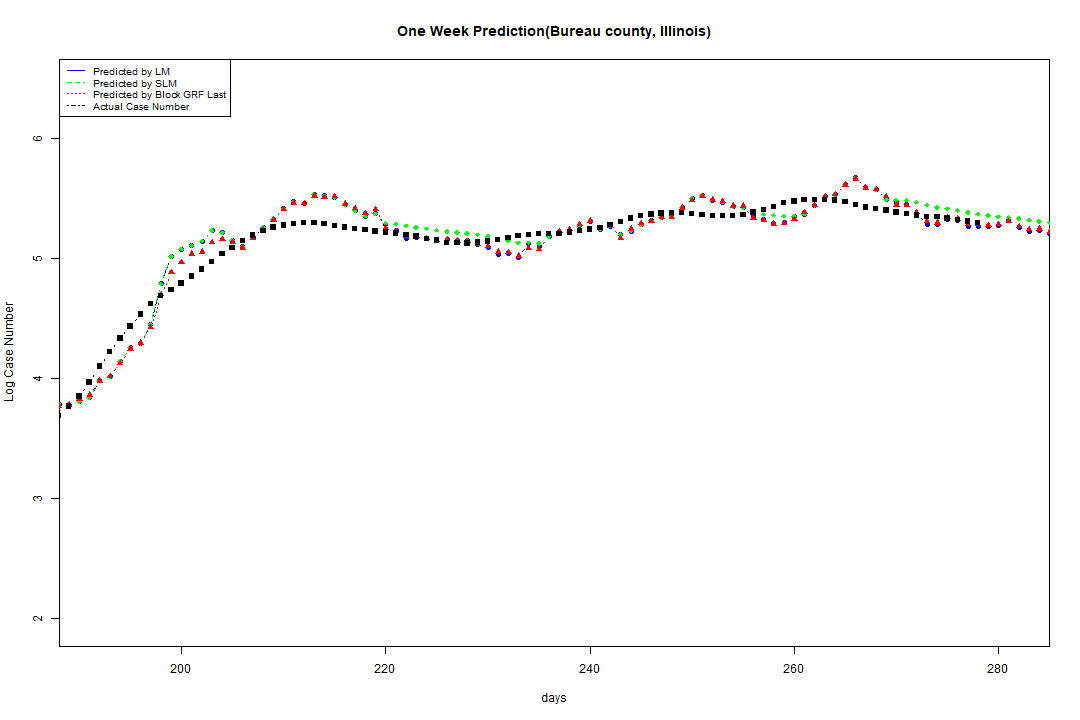 One Week Prediction(Bureau county, Illinois)
Predicted by LM
Predicted by SLM
Predicted by Block GRF Last
Actual Case Number
6
5
4
3
2
Log Case Number
200 220 240 260 280
days